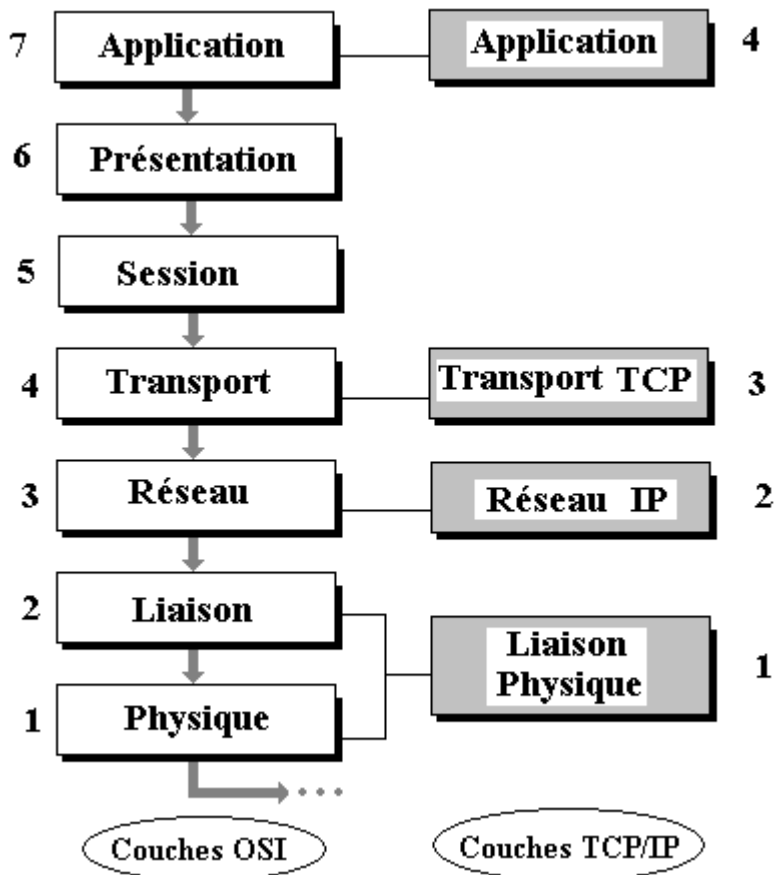 7 Application Application 4
6 Présentation
5 Session
4 Transport Transport TCP 3
3 Réseau Réseau IP 2
2 Liaison
Liaison
Physique 1
1 Physique
Couches OSI Couches TCP/IP